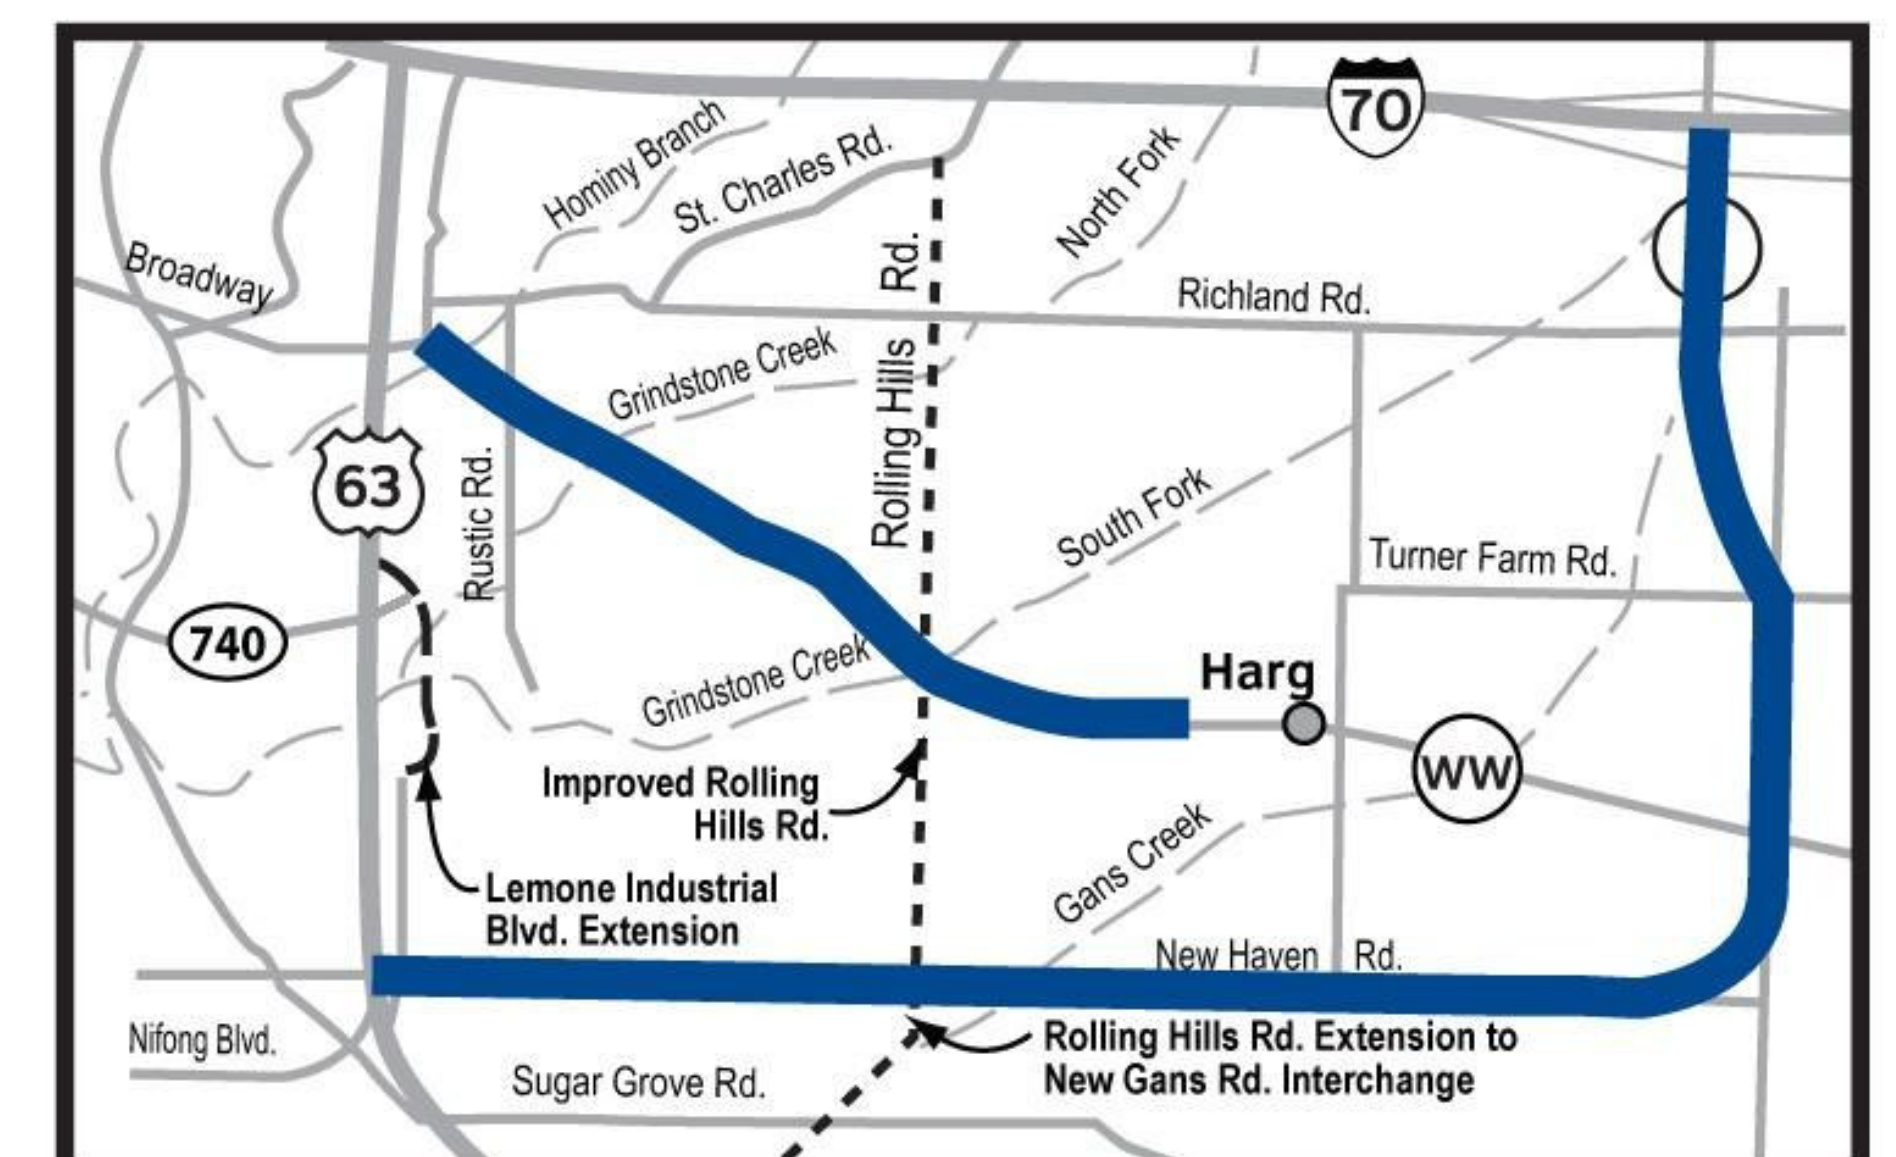 70
Hominy Branch
St. Charles Rd.
North Fork
Broadway
Rolling Hills Rd.
Richland Rd.
Grindstone Creek
63
Rustic Rd.
South Fork
Turner Farm Rd.
740
Grindstone Creek
Harg
WW
Improved Rolling
Hills Rd.
Lemone Industrial
Blvd. Extension
Gans Creek
New Haven Rd.
Nifong Blvd.
Rolling Hills Rd. Extension to
New Gans Rd. Interchange
Sugar Grove Rd.